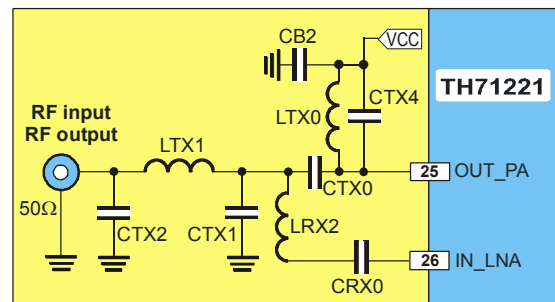 CB2
VCC
TH71221
RF input
RF output
LTX1
LTX0
CTX4
25 OUT_PA
CTX0
50Ω
CTX2
CTX1
LRX2
26 IN_LNA
CRX0